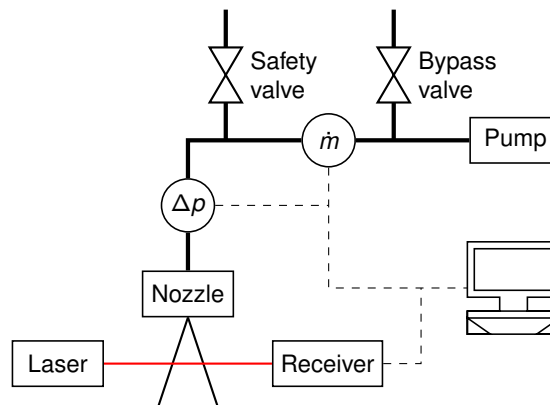 Safety
valve
Bypass
valve
ṁ
Pump
Δp
Nozzle
Laser
Receiver